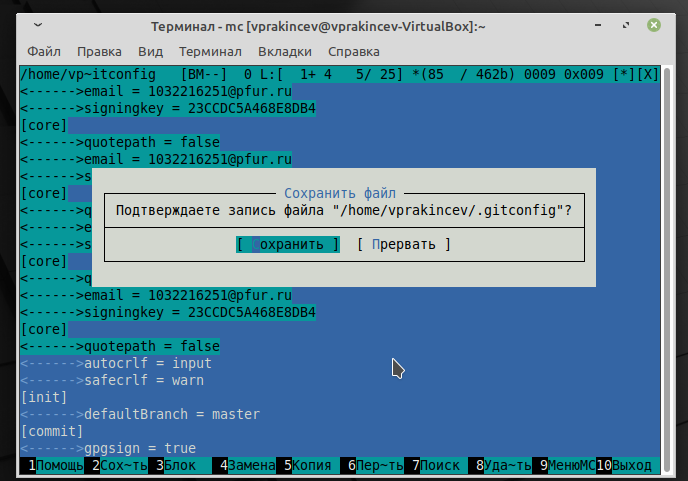 Терминал - mc [vprakincev@vprakincev-VirtualBox]:~
Файл Правка Вид Терминал Вкладки Справка
/home/vp~itconfig [BM--] 0 L:[ 1+ 4 5/ 25] *(85 / 462b) 0009 0x009 [*][X]
<------>email = 1032216251@pfur.ru
<------>signingkey = 23CCDC5A468E8DB4
[core]
<------>quotepath = false
<------>email = 1032216251@pfur.ru
<------>s
[core]
<------>q
<------>e
<------>s
[core]
<------>q
Сохранить файл
Подтверждаете запись файла "/home/vprakincev/.gitconfig"?
[ Сохранить ] [ Прервать ]
<------>email = 1032216251@pfur.ru
<------>signingkey = 23CCDC5A468E8DB4
[core]
<------>quotepath = false
<------>autocrlf = input
<------>safecrlf = warn
[init]
<------>defaultBranch = master
[commit]
<------>gpgsign = true
1Помощь 2Сох~ть 3Блок 4Замена 5Копия 6Пер~ть 7Поиск 8Уда~ть 9МенюМС 10Выход